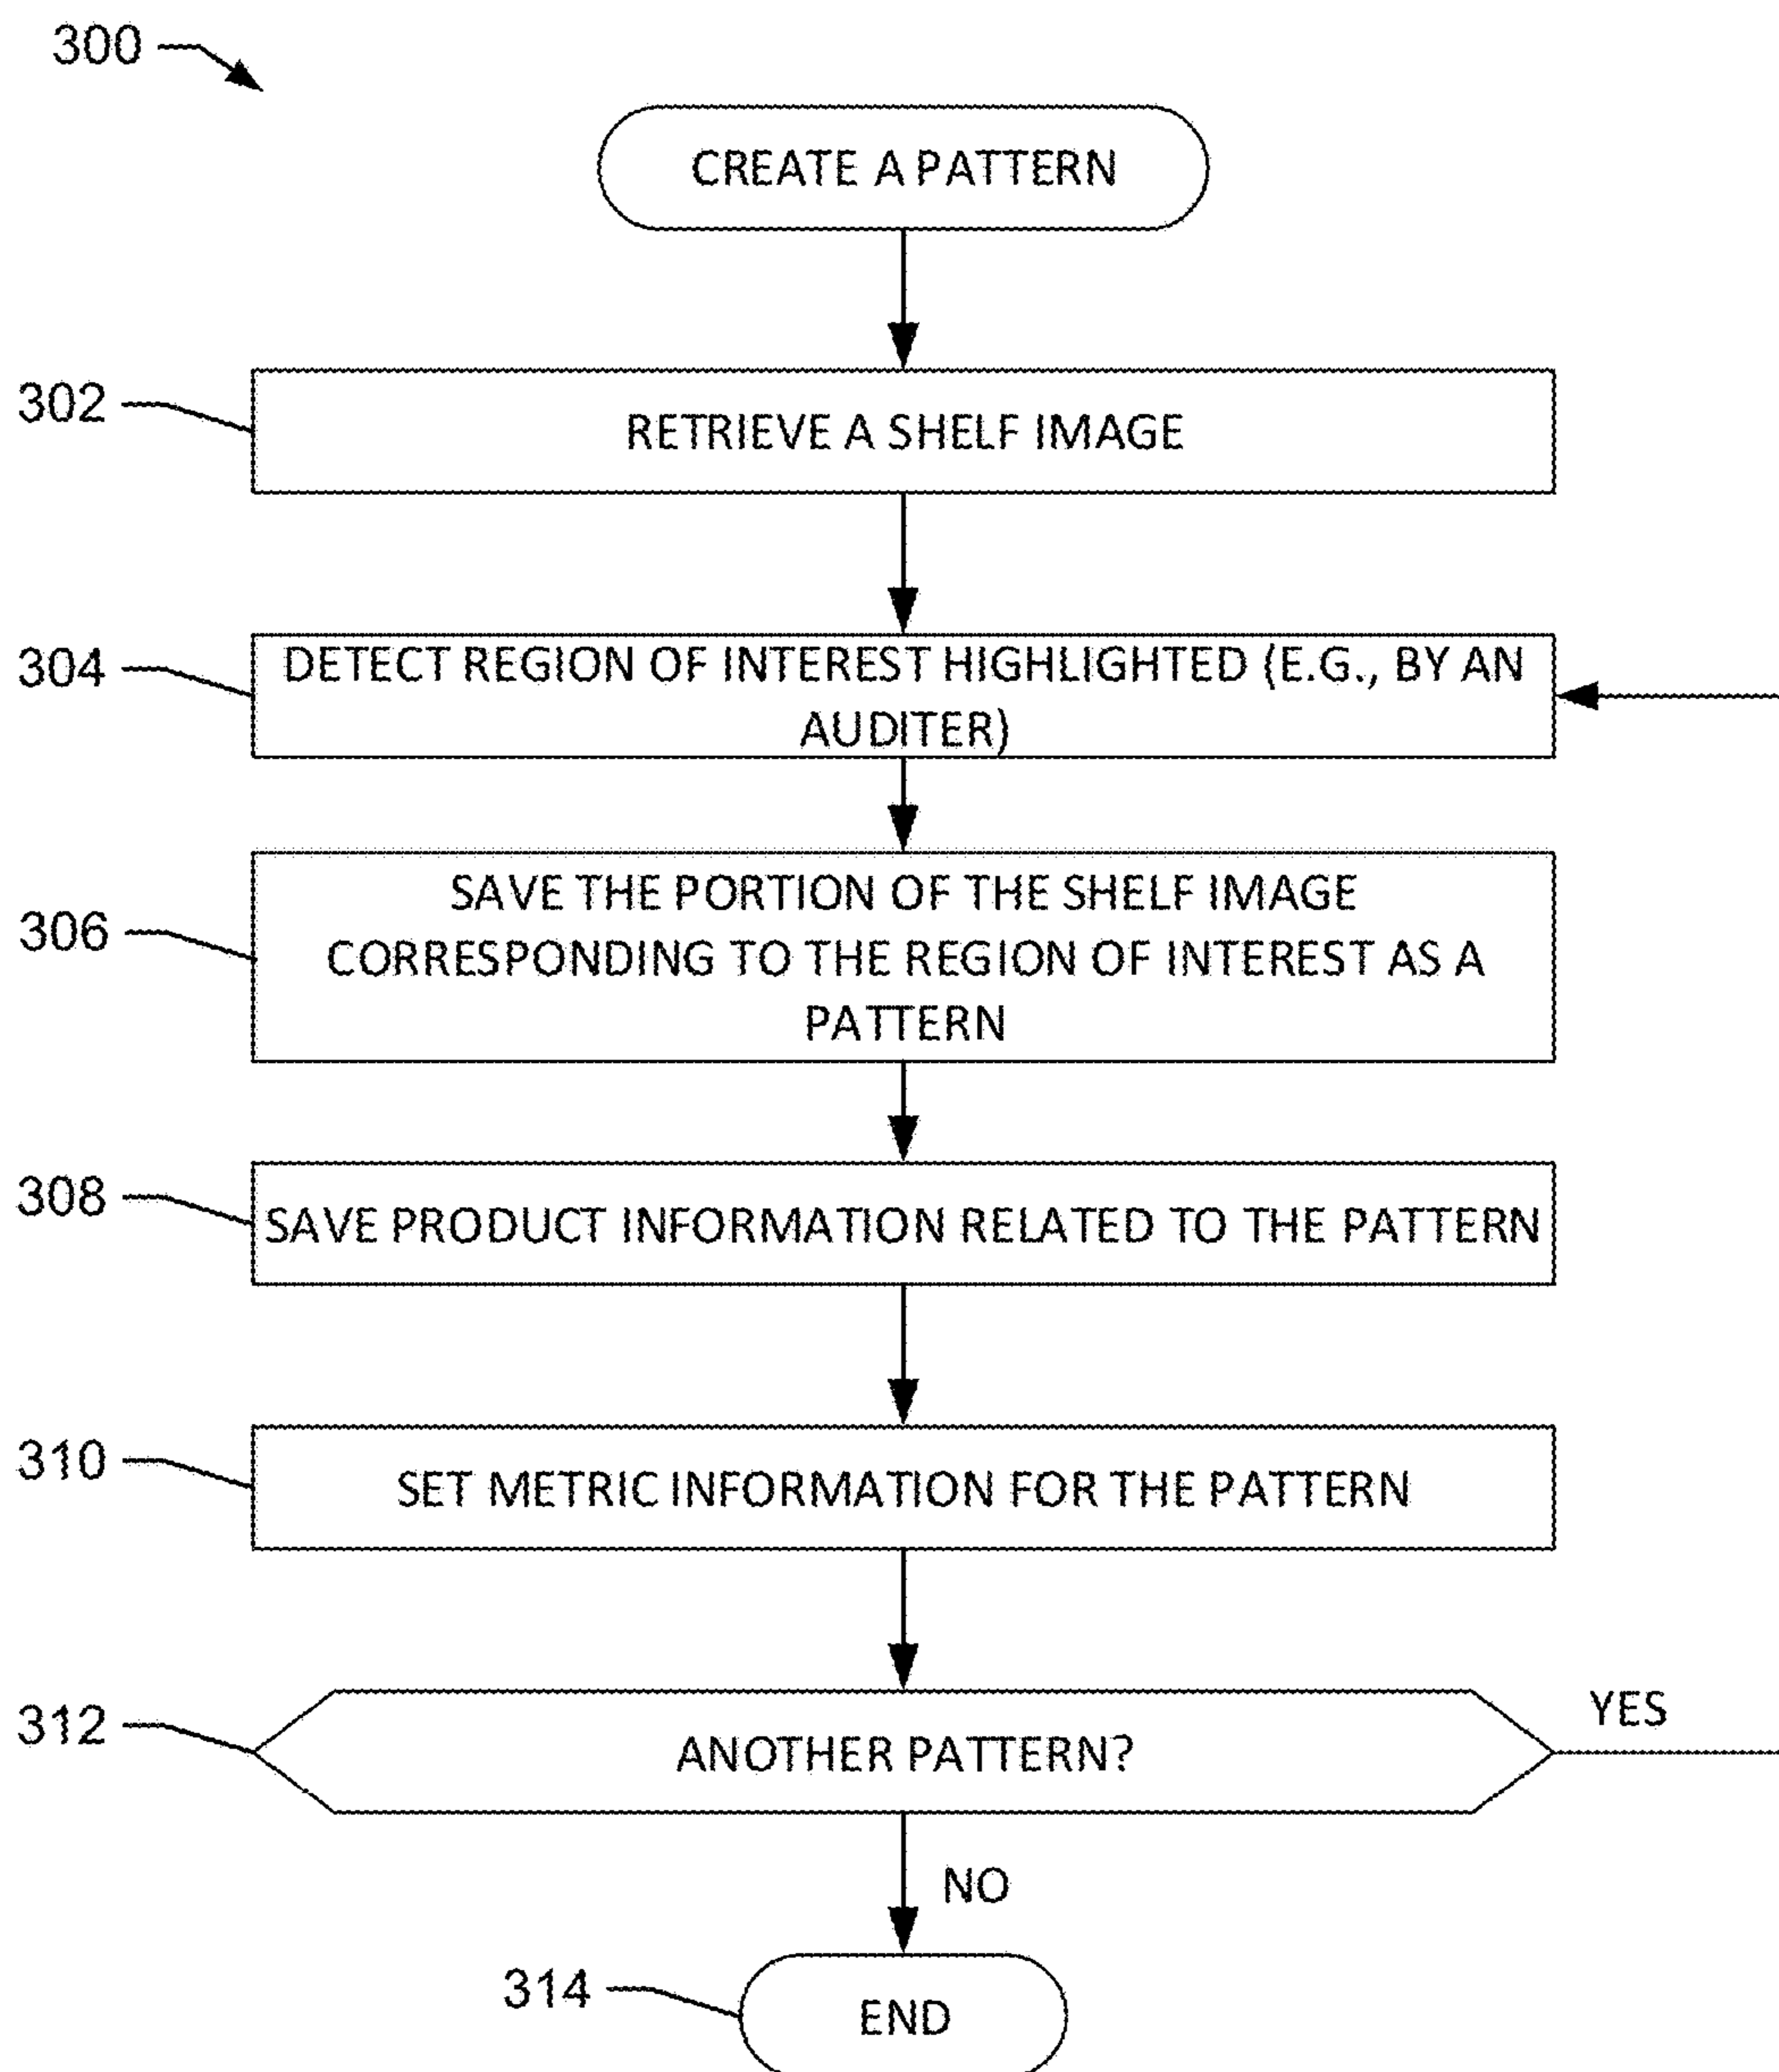 300
CREATE A PATTERN
302
RETRIEVE A SHELF IMAGE
304
DETECT REGION OF INTEREST HIGHLIGHTED (E.G., BY AN
AUDITER)
306
SAVE THE PORTION OF THE SHELF IMAGE
CORRESPONDING TO THE REGION OF INTEREST AS A
PATTERN
308
SAVE PRODUCT INFORMATION RELATED TO THE PATTERN
310
SET METRIC INFORMATION FOR THE PATTERN
312
ANOTHER PATTERN?
YES
NO
314
END